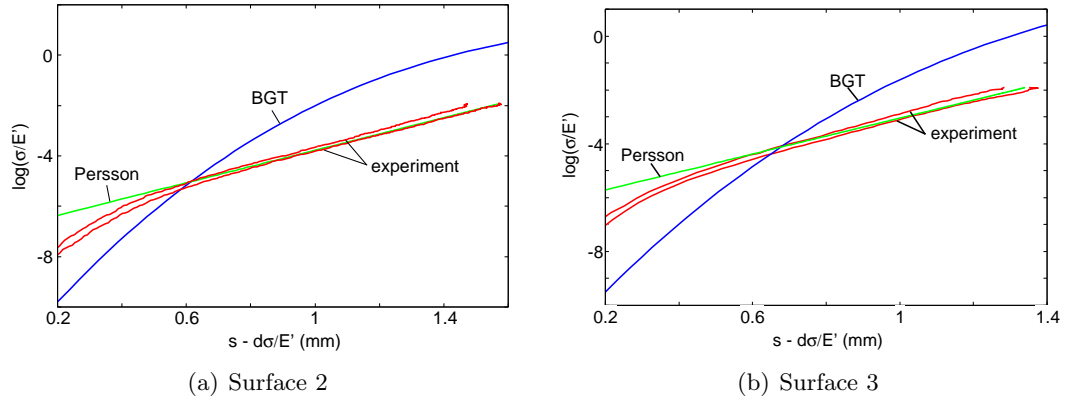 0
-4
-8
log(σ/E')
BGT
Persson
experiment
0.2 0.6 1 1.4
s - dσ/E' (mm)
(a) Surface 2
0
-4
-8
log(σ/E')
BGT
Persson
experiment
0.2 0.6 1 1.4
s - dσ/E' (mm)
(b) Surface 3